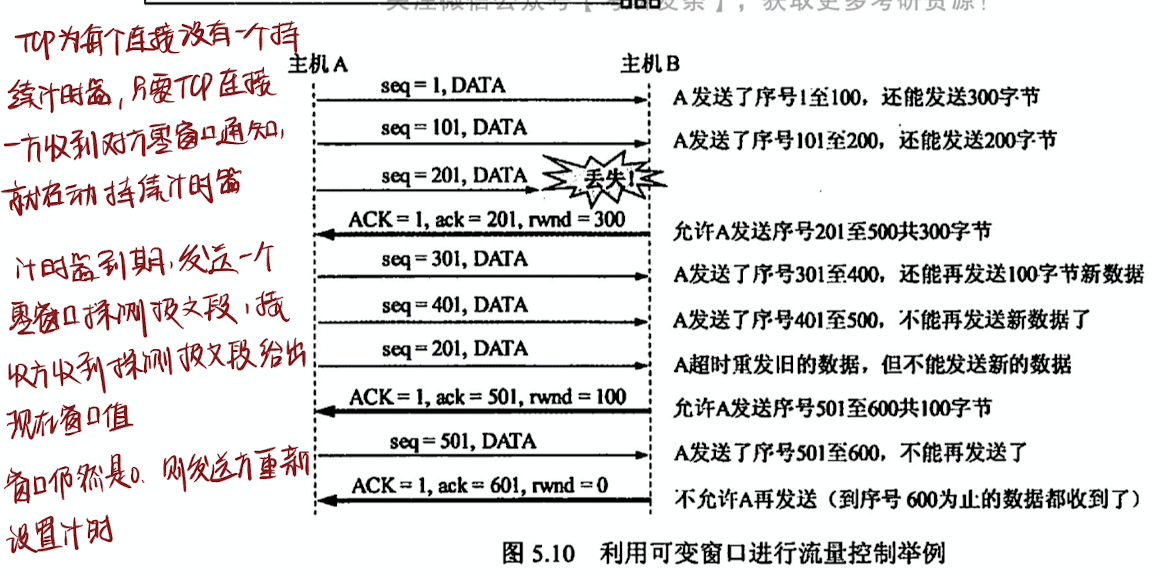 关注微信公众号【
发条】，获取更多考研资源！
TCP为每个连接设有一个持
续计时器，只要TCP连接
一方收到对方零窗口通知，
就启动持续计时器
计时器到期，发送一个
零窗口探测报文段，接
收方收到探测报文段给出
现在窗口值
窗口仍然是0，则发送方重新
设置计时
主机A 主机B
seq = 1, DATA
A发送了序号1至100，还能发送300字节
seq = 101, DATA
A发送了序号101至200，还能发送200字节
seq = 201, DATA
丢失！
ACK = 1, ack = 201, rwnd = 300
允许A发送序号201至500共300字节
seq = 301, DATA
A发送了序号301至400，还能再发送100字节新数据
seq = 401, DATA
A发送了序号401至500，不能再发送新数据了
seq = 201, DATA
A超时重发旧的数据，但不能发送新的数据
ACK = 1, ack = 501, rwnd = 100
允许A发送序号501至600共100字节
seq = 501, DATA
A发送了序号501至600，不能再发送了
ACK = 1, ack = 601, rwnd = 0
不允许A再发送（到序号 600为止的数据都收到了）
图 5.10 利用可变窗口进行流量控制举例